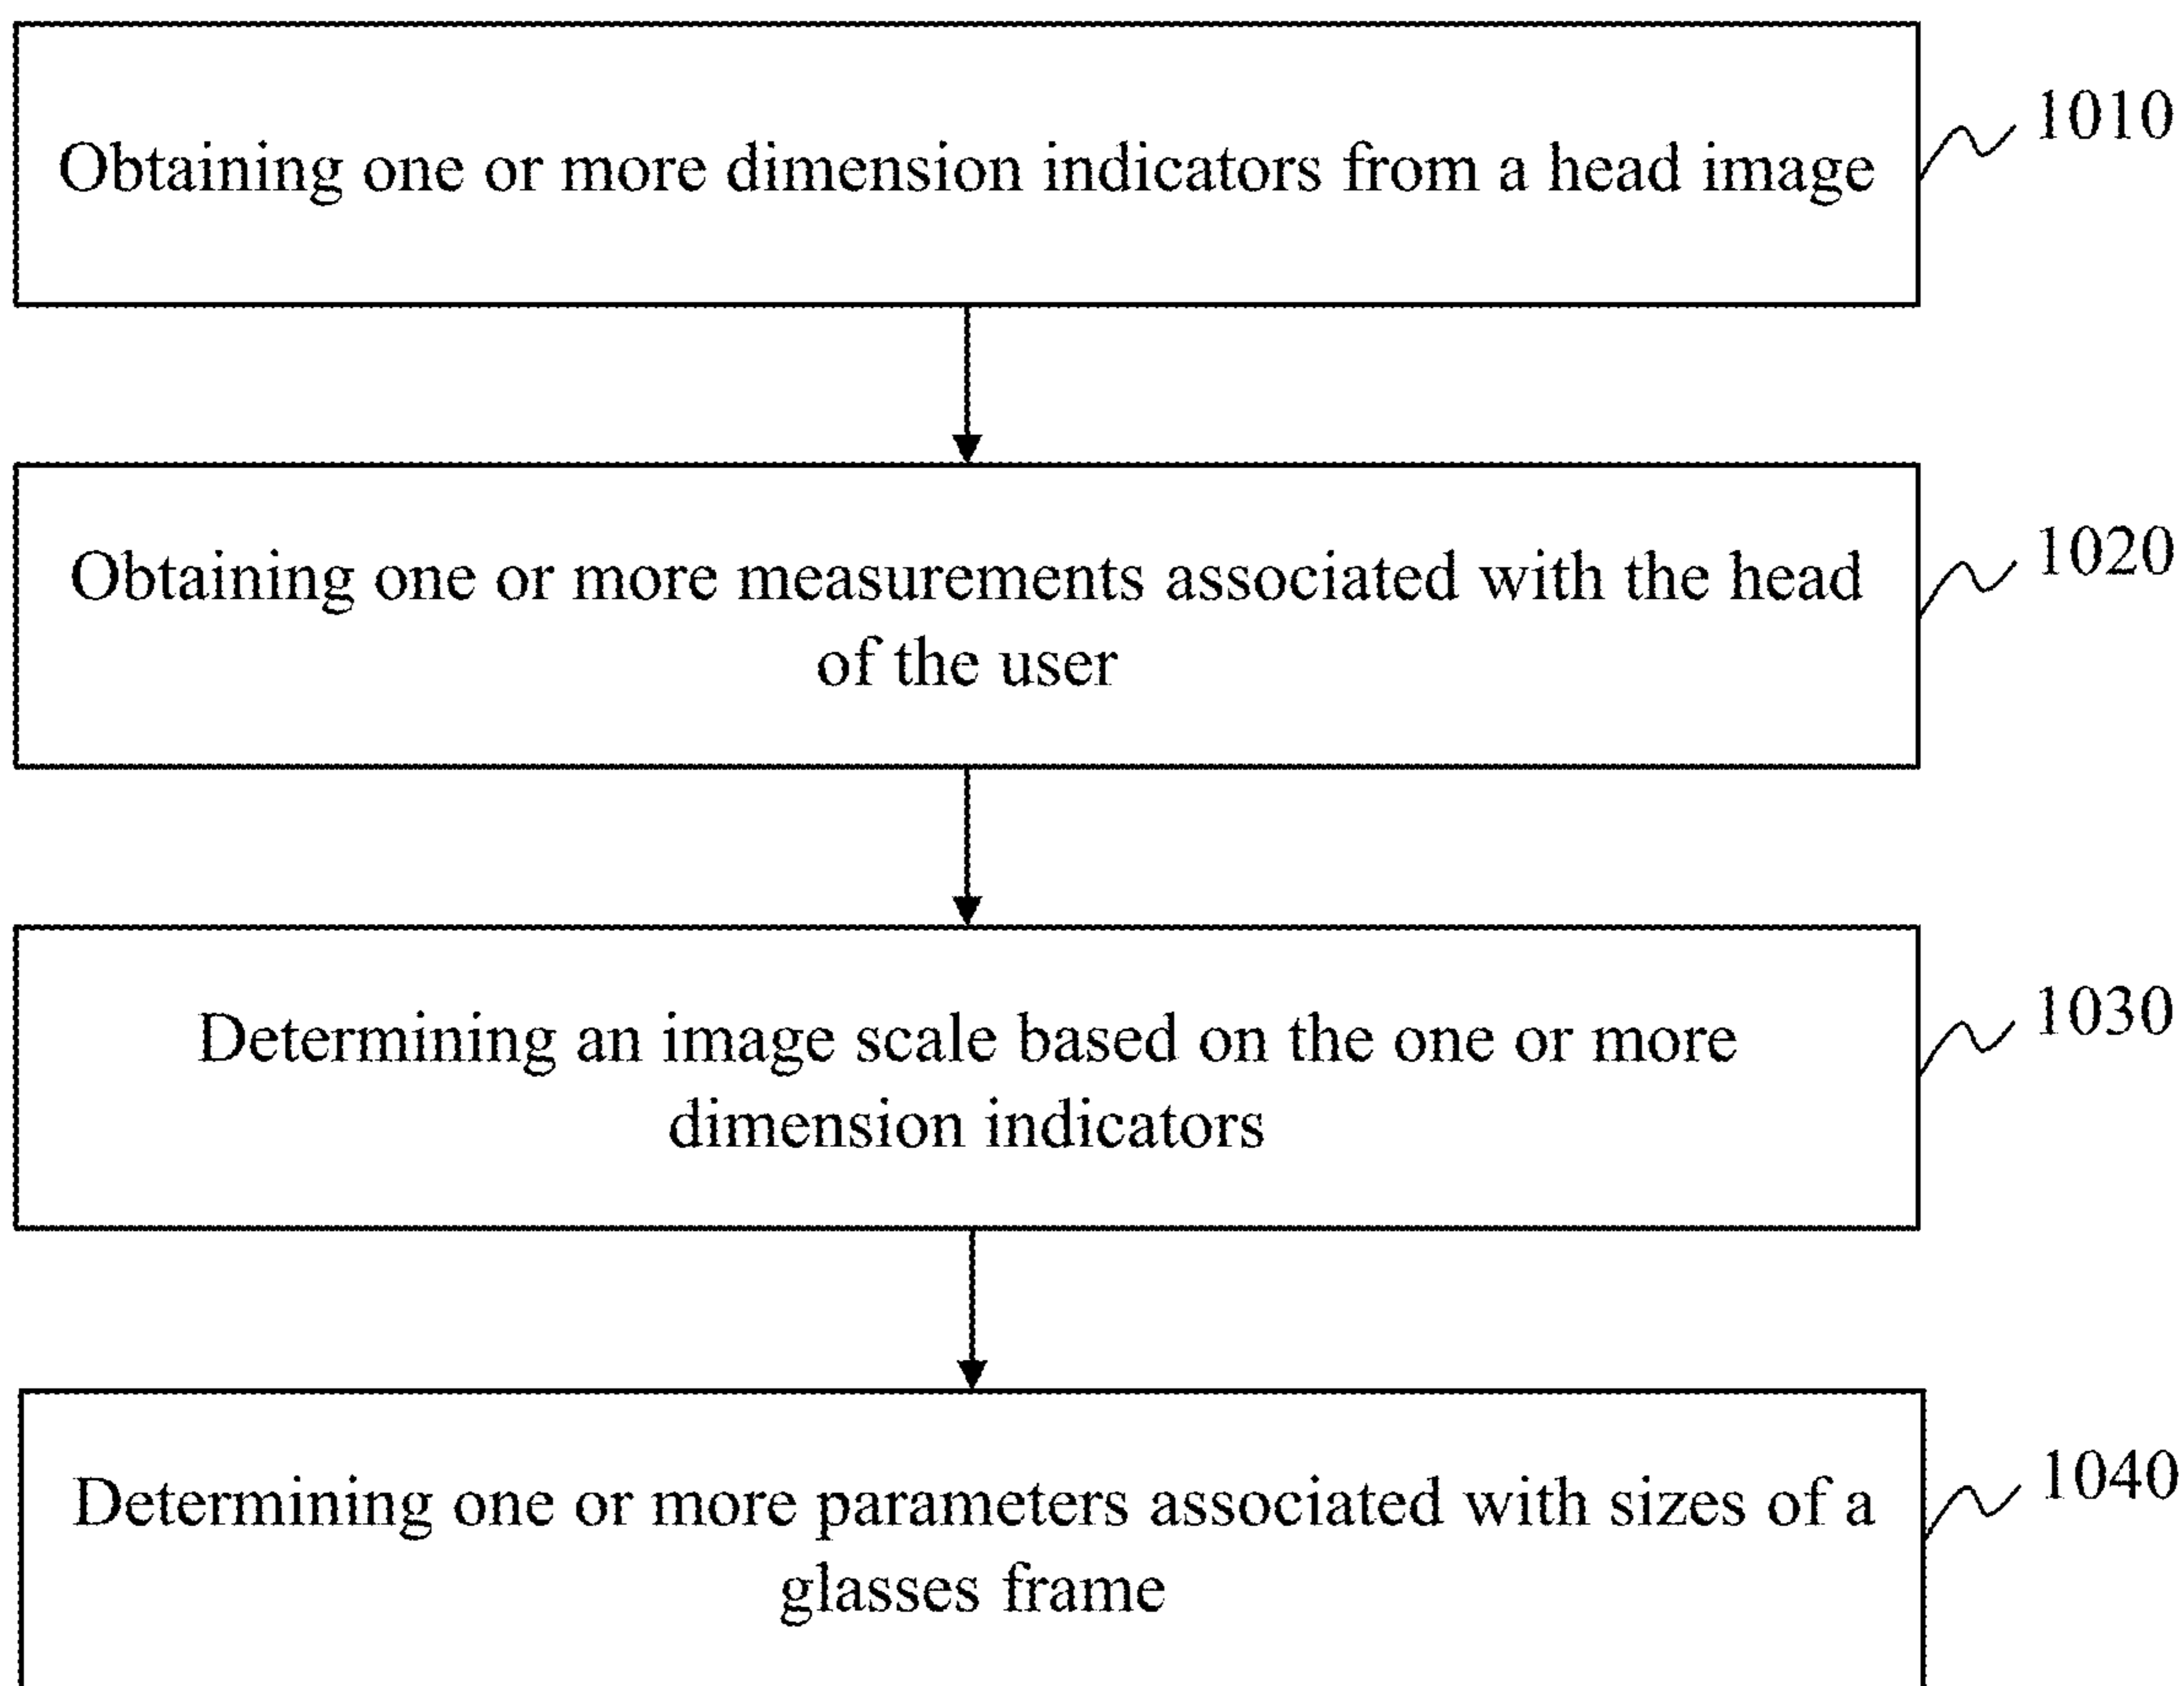 Obtaining one or more dimension indicators from a head image
1010
Obtaining one or more measurements associated with the head
of the user
1020
Determining an image scale based on the one or more
dimension indicators
1030
Determining one or more parameters associated with sizes of a
glasses frame
1040